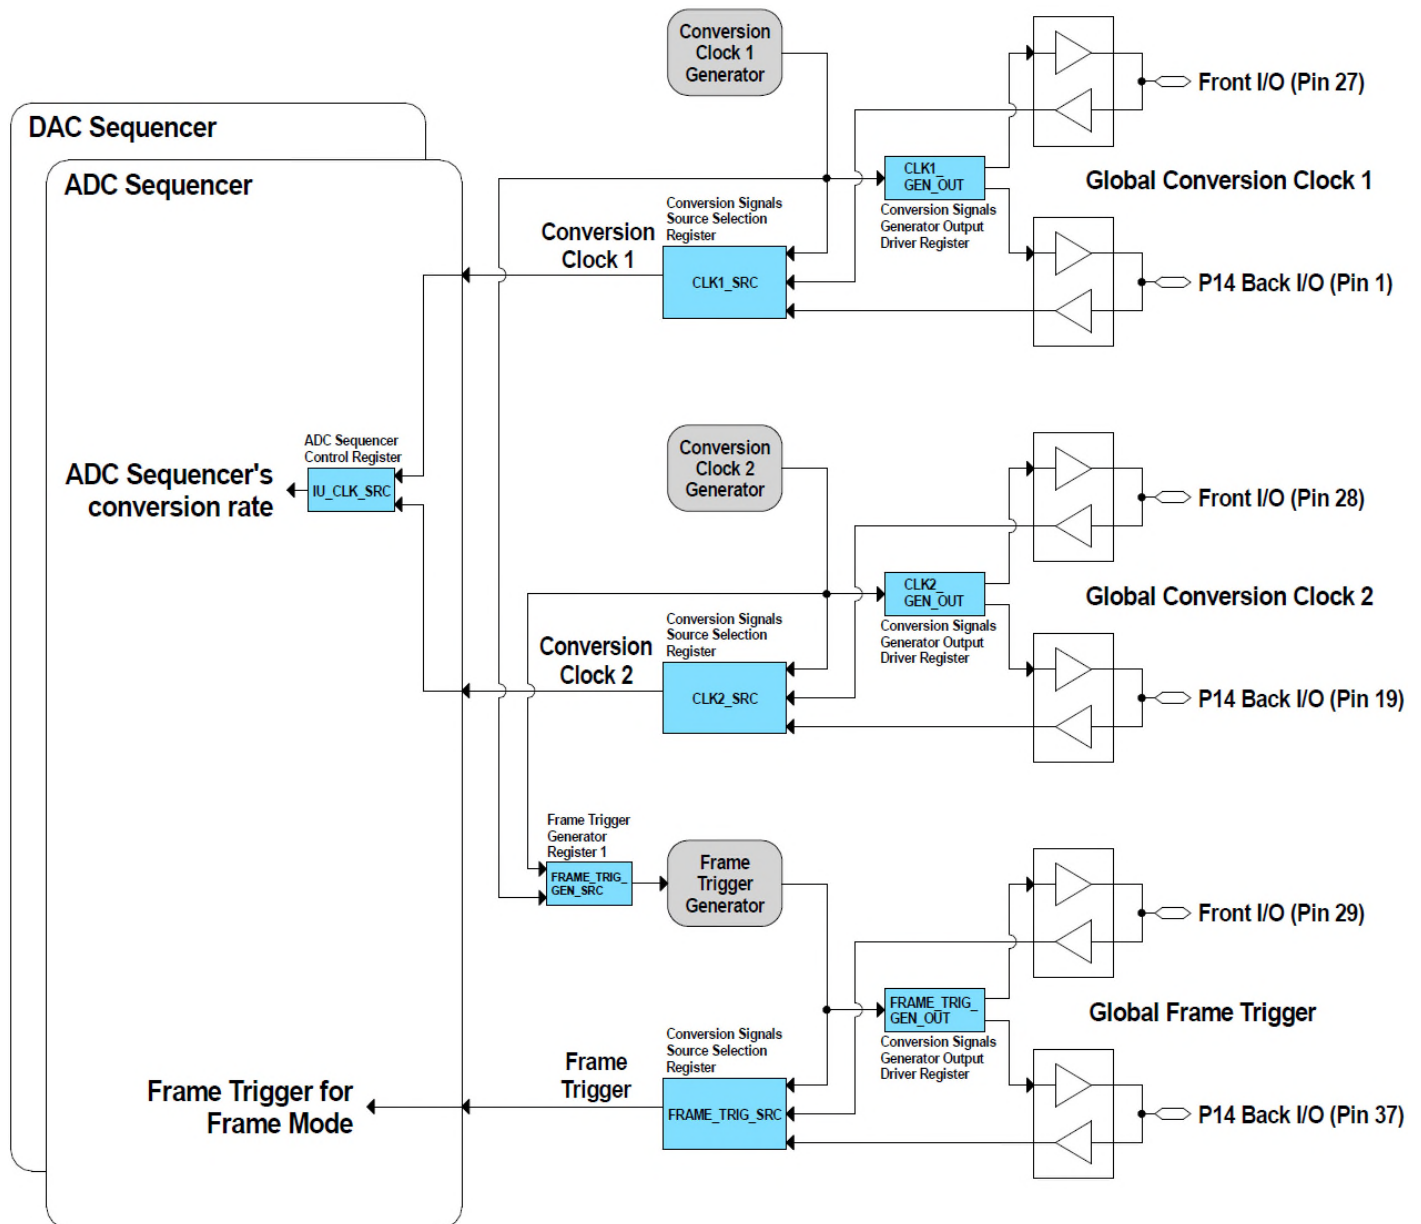 Conversion
Clock 1
Generator
Front I/O (Pin 27)
DAC Sequencer
ADC Sequencer
CLK1_
GEN_OUT
Global Conversion Clock 1
Conversion Signals
Source Selection
Register
Conversion Signals
Generator Output
Driver Register
Conversion
Clock 1
CLK1_SRC
P14 Back I/O (Pin 1)
Conversion
Clock 2
Generator
Front I/O (Pin 28)
ADC Sequencer
Control Register
ADC Sequencer's
conversion rate
IU_CLK_SRC
CLK2_
GEN_OUT
Global Conversion Clock 2
Conversion Signals
Source Selection
Register
Conversion Signals
Generator Output
Driver Register
Conversion
Clock 2
CLK2_SRC
P14 Back I/O (Pin 19)
Frame Trigger
Generator
Register 1
FRAME_TRIG_
GEN_SRC
Frame
Trigger
Generator
Front I/O (Pin 29)
FRAME_TRIG_
GEN_OUT
Global Frame Trigger
Conversion Signals
Source Selection
Register
Conversion Signals
Generator Output
Driver Register
Frame
Trigger
Frame Trigger for
Frame Mode
FRAME_TRIG_SRC
P14 Back I/O (Pin 37)